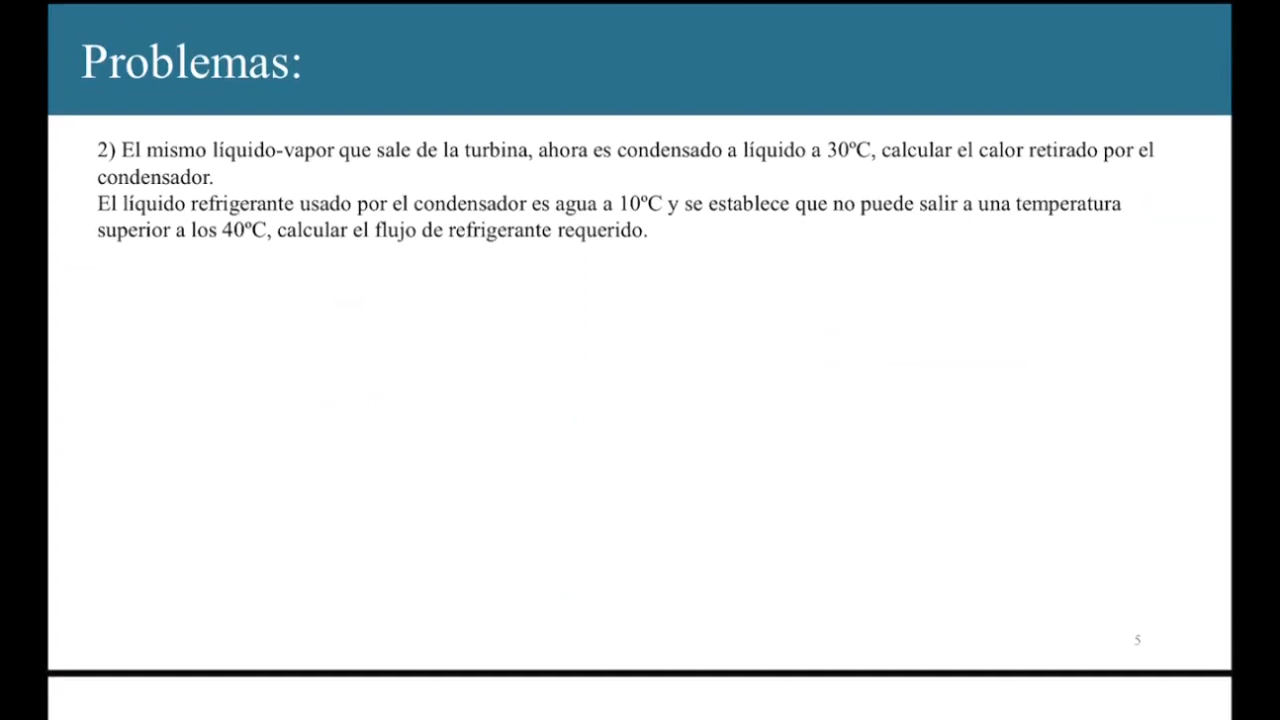 Problemas:
2) El mismo líquido-vapor que sale de la turbina, ahora es condensado a líquido a 30ºC, calcular el calor retirado por el
condensador.
El líquido refrigerante usado por el condensador es agua a 10ºC y se establece que no puede salir a una temperatura
superior a los 40ºC, calcular el flujo de refrigerante requerido.
5